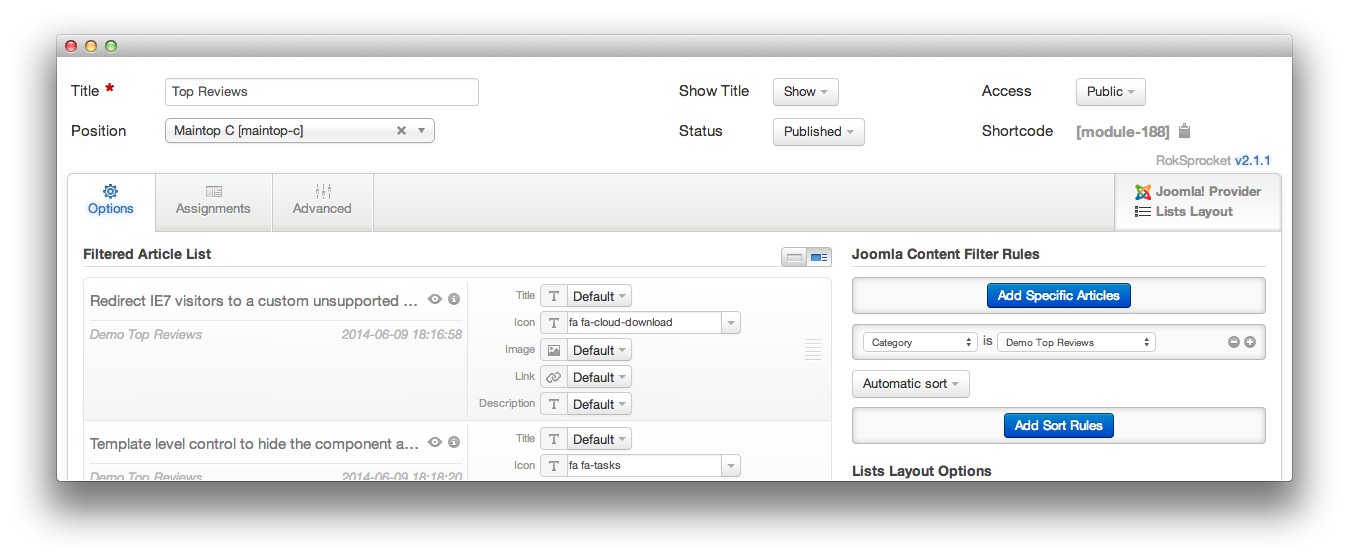 Title *
Top Reviews
Show Title
Show
Access
Public
Position
Maintop C [maintop-c]
Status
Published
Shortcode
[module-188]
RokSprocket v2.1.1
Options
Assignments
Advanced
Joomla! Provider
Lists Layout
Filtered Article List
Redirect IE7 visitors to a custom unsupported ...
Demo Top Reviews
2014-06-09 18:16:58
Title
T
Default
Icon
T
fa fa-cloud-download
Image
Default
Link
Default
Description
T
Default
Template level control to hide the component a...
Demo Top Reviews
2014-06-09 18:18:20
Title
T
Default
Icon
T
fa fa-tasks
Joomla Content Filter Rules
Add Specific Articles
Category
is
Demo Top Reviews
Automatic sort
Add Sort Rules
Lists Layout Options